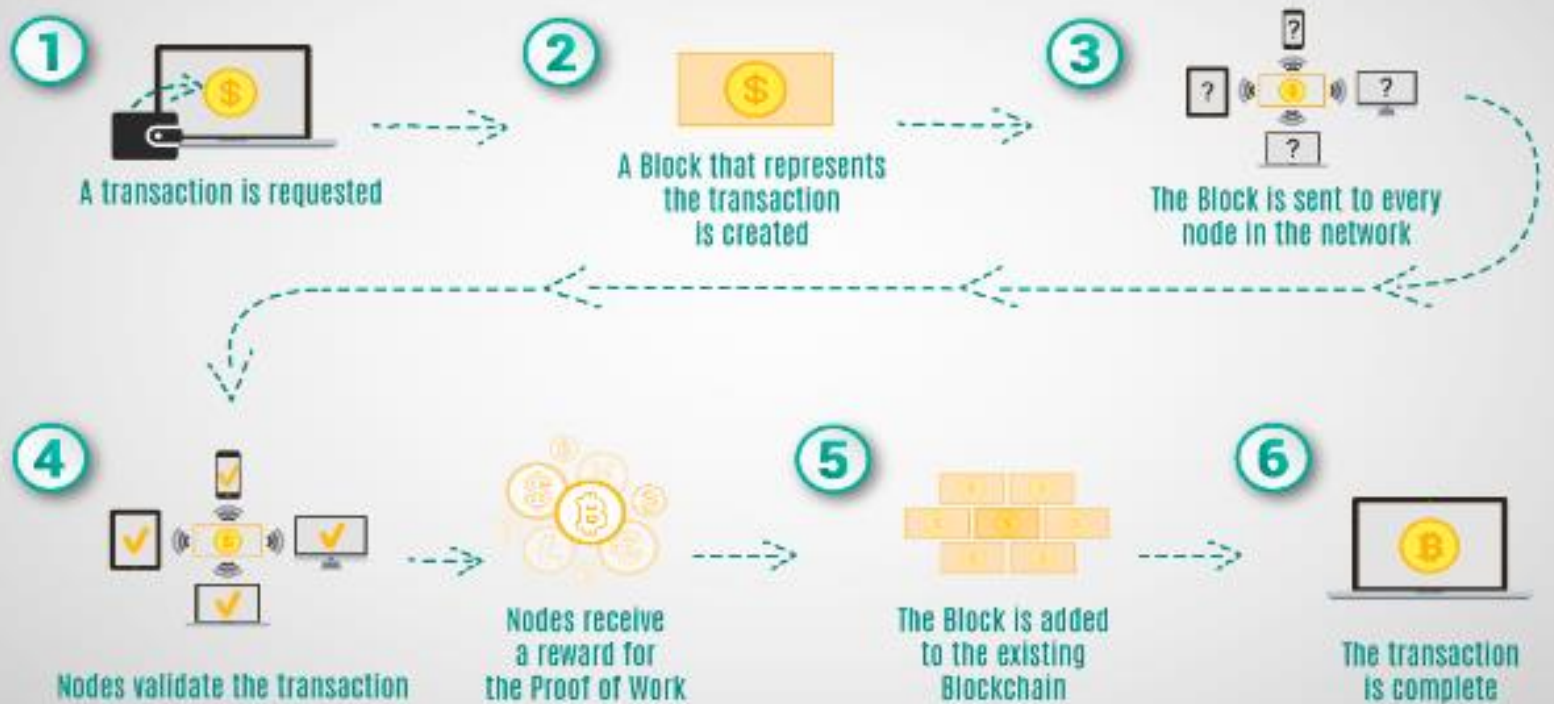 1
A transaction is requested
2
A Block that represents
the transaction
is created
3
The Block is sent to every
node in the network
4
Nodes validate the transaction
Nodes receive
a reward for
the Proof of Work
5
The Block is added
to the existing
Blockchain
6
The transaction
is complete